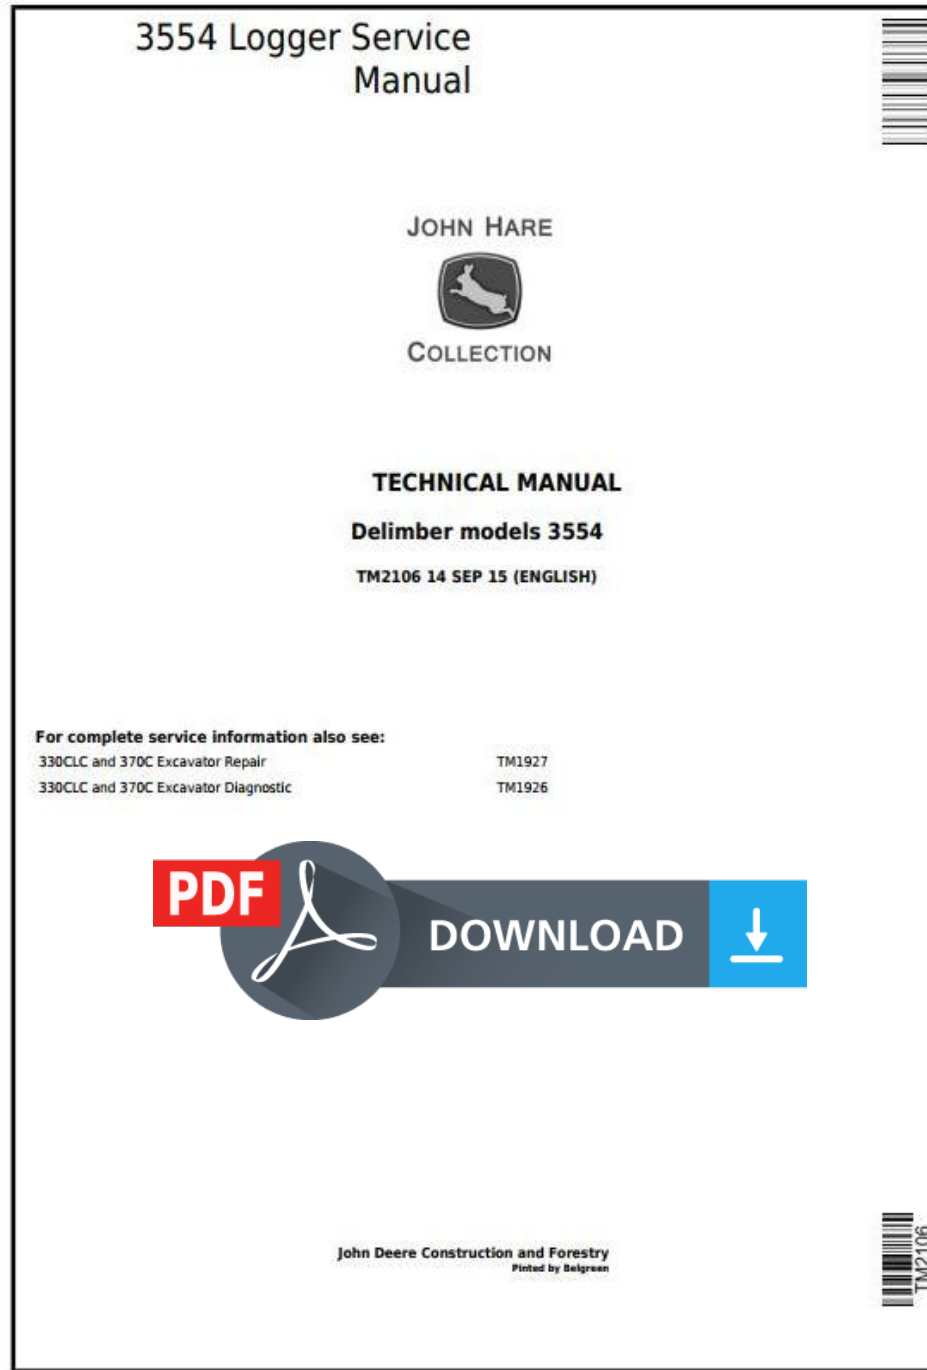 3554 Logger Service
Manual
JOHN HARE
COLLECTION
TECHNICAL MANUAL
Delimber models 3554
TM2106 14 SEP 15 (ENGLISH)
For complete service information also see:
330CLC and 370C Excavator Repair TM1927
330CLC and 370C Excavator Diagnostic TM1926
PDF
DOWNLOAD
John Deere Construction and Forestry
Pinted by Belgreen
TM2106